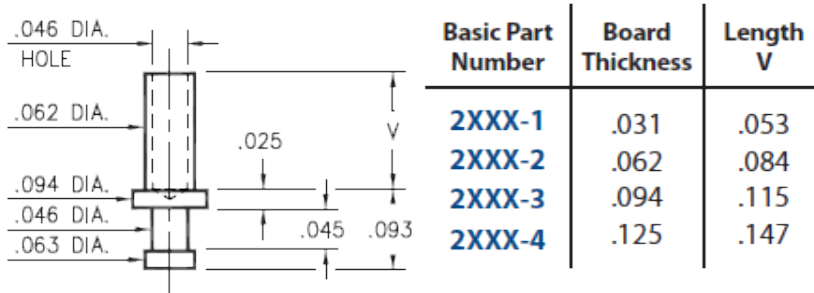 .046 DIA.
HOLE
.062 DIA.
.094 DIA.
.046 DIA.
.063 DIA.
.025
V
.045
.093
Basic Part Number Board Thickness Length V
2XXX-1 .031 .053
2XXX-2 .062 .084
2XXX-3 .094 .115
2XXX-4 .125 .147